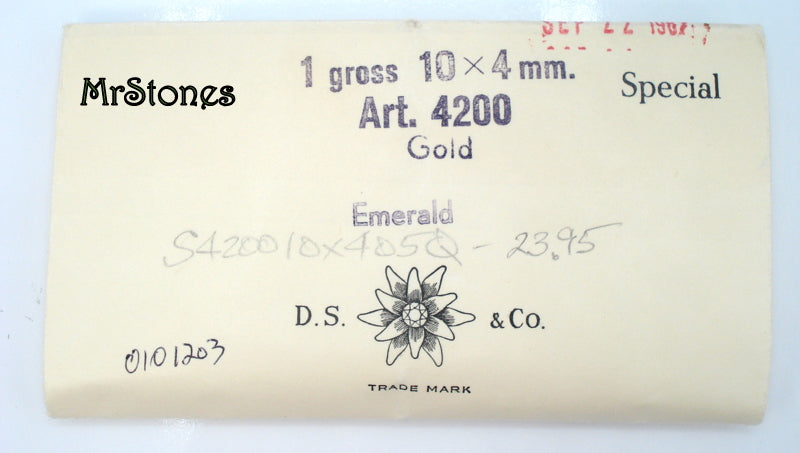 SEP 22 196
1 gross 10 × 4 mm.
MrStones
Special
Art. 4200
Gold
Emerald
S420010x405Q - 23.95
D.S. & Co.
0101203
TRADE MARK